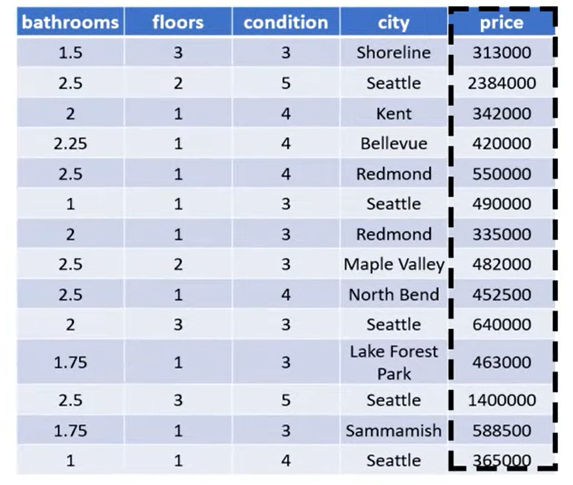 bathrooms floors condition city price
1.5 3 3 Shoreline 313000
2.5 2 5 Seattle 2384000
2 1 4 Kent 342000
2.25 1 4 Bellevue 420000
2.5 1 4 Redmond 550000
1 1 3 Seattle 490000
2 1 3 Redmond 335000
2.5 2 3 Maple Valley 482000
2.5 1 4 North Bend 452500
2 3 3 Seattle 640000
1.75 1 3 Lake Forest Park 463000
2.5 3 5 Seattle 1400000
1.75 1 3 Sammamish 588500
1 1 4 Seattle 365000